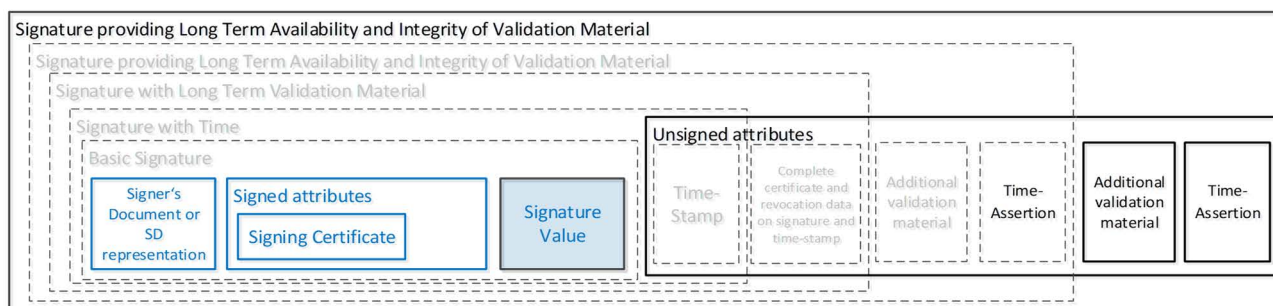 Signature providing Long Term Availability and Integrity of Validation Material
Signature providing Long Term Availability and Integrity of Validation Material
Signature with Long Term Validation Material
Signature with Time
Basic Signature
Signer's
Document or
SD
representation
Signed attributes
Signing Certificate
Signature
Value
Unsigned attributes
Time-
Stamp
Complete
certificate and
revocation data
on signature and
time-stamp
Additional
validation
material
Time-
Assertion
Additional
validation
material
Time-
Assertion